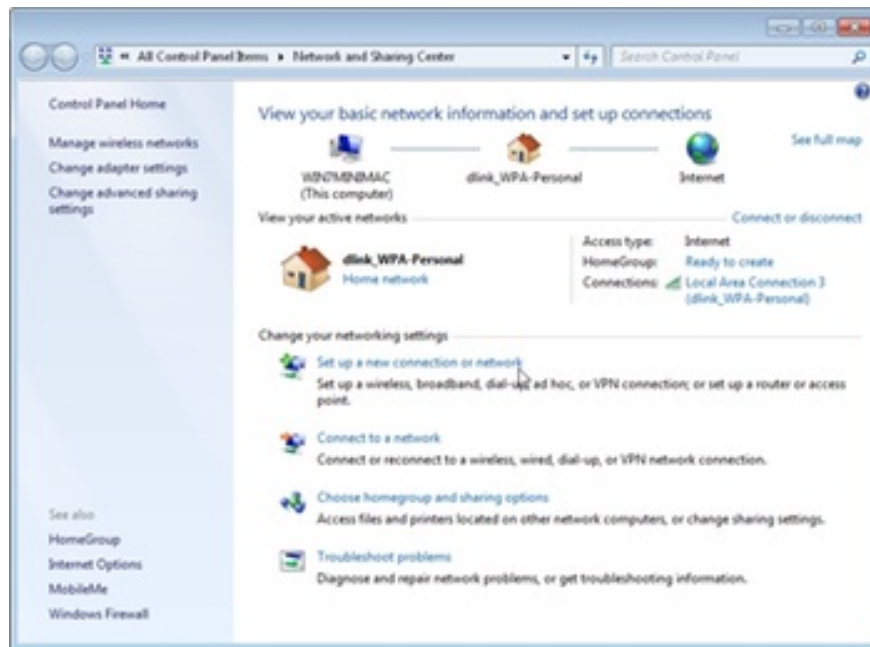 « All Control Panel Items ▸ Network and Sharing Center
Search Control Panel
Control Panel Home
Manage wireless networks
Change adapter settings
Change advanced sharing
settings
See also
HomeGroup
Internet Options
MobileMe
Windows Firewall
View your basic network information and set up connections
See full map
WIN7MINIMAC
(This computer)
dlink_WPA-Personal
Internet
View your active networks
Connect or disconnect
dlink_WPA-Personal
Home network
Access type: Internet
HomeGroup: Ready to create
Connections: Local Area Connection 3
(dlink_WPA-Personal)
Change your networking settings
Set up a new connection or network
Set up a wireless, broadband, dial-up, ad hoc, or VPN connection; or set up a router or access
point.
Connect to a network
Connect or reconnect to a wireless, wired, dial-up, or VPN network connection.
Choose homegroup and sharing options
Access files and printers located on other network computers, or change sharing settings.
Troubleshoot problems
Diagnose and repair network problems, or get troubleshooting information.